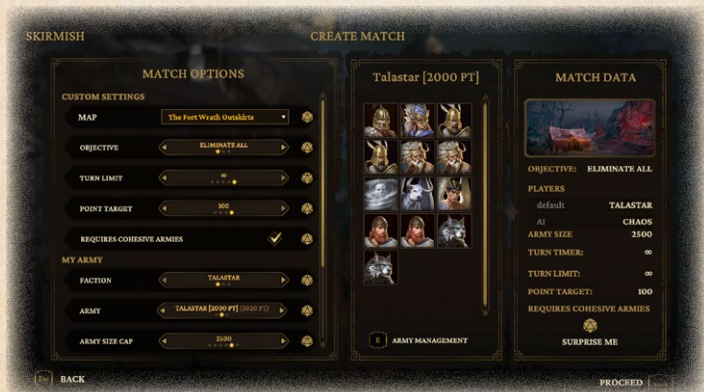 SKIRMISH
CREATE MATCH
MATCH OPTIONS
CUSTOM SETTINGS
MAP
The Fort Wrath Outskirts
OBJECTIVE
ELIMINATE ALL
TURN LIMIT
∞
POINT TARGET
100
REQUIRES COHESIVE ARMIES
MY ARMY
FACTION
TALASTAR
ARMY
TALASTAR [2000 PT] (2020 PT)
ARMY SIZE CAP
2500
Talastar [2000 PT]
E ARMY MANAGEMENT
MATCH DATA
OBJECTIVE: ELIMINATE ALL
PLAYERS
default TALASTAR
AI CHAOS
ARMY SIZE 2500
TURN TIMER: ∞
TURN LIMIT: ∞
POINT TARGET: 100
REQUIRES COHESIVE ARMIES
SURPRISE ME
Esc BACK
PROCEED